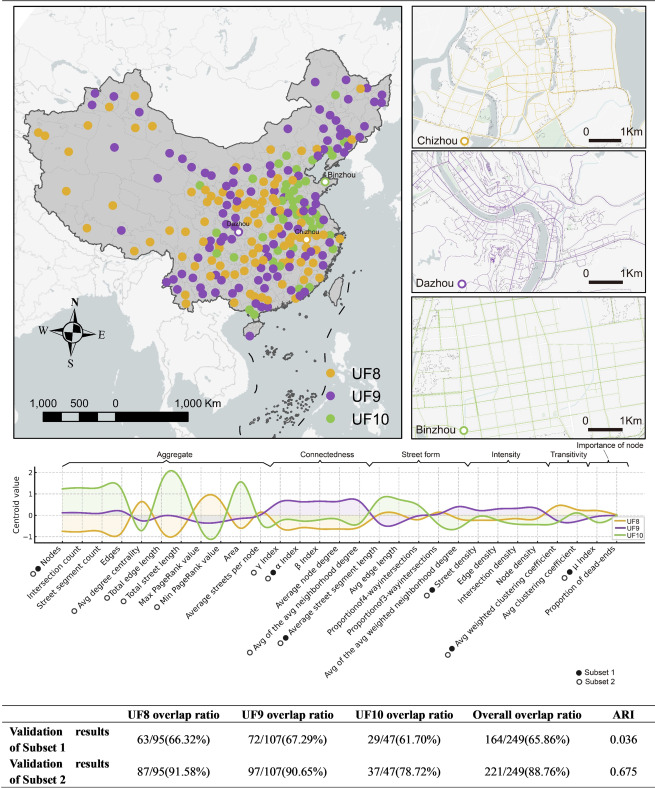 Binzhou
Dazhou
Chizhou
N
W
E
S
1,000 500 0 1,000 Km
UF8
UF9
UF10
Chizhou
0 1Km
Dazhou
0 1Km
Binzhou
0 1Km
Importance of node
Aggregate
Connectedness
Street form
Intensity
Transitivity
Centroid value
2
1
0
−1
UF8
UF9
UF10
Nodes
Intersection count
Street segment count
Edges
Avg degree centrality
Total edge length
Total street length
Max PageRank value
Min PageRank value
Area
Average streets per node
γ Index
α Index
β Index
Average node degree
Avg of the avg neighborhood degree
Average street segment length
Avg edge length
Proportionof4-wayintersections
Proportionof3-wayintersections
Avg of the avg weighted neighborhood degree
Street density
Edge density
Intersection density
Node density
Avg weighted clustering coefficient
Avg clustering coefficient
μ Index
Proportion of dead-ends
Subset 1
Subset 2
UF8 overlap ratio UF9 overlap ratio UF10 overlap ratio Overall overlap ratio ARI
Validation results
of Subset 1
63/95(66.32%) 72/107(67.29%) 29/47(61.70%) 164/249(65.86%) 0.036
Validation results
of Subset 2
87/95(91.58%) 97/107(90.65%) 37/47(78.72%) 221/249(88.76%) 0.675